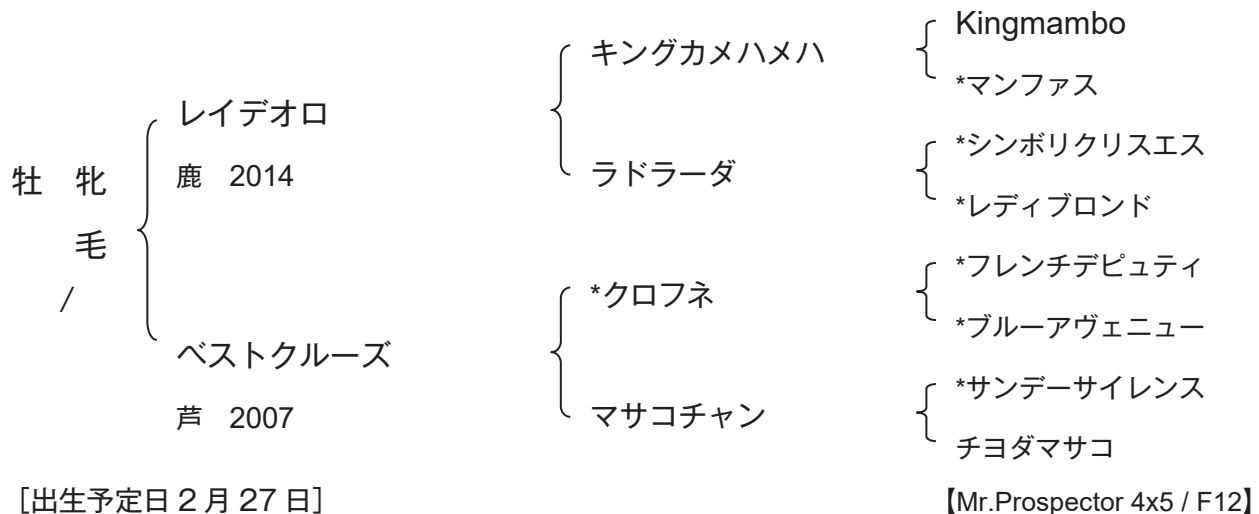 Kingmambo
キングカメハメハ
*マンファス
レイデオロ
*シンボリクリスエス
牡 牝
鹿 2014
ラドラーダ
*レディブロンド
毛
*フレンチデピュティ
/
*クロフネ
*ブルーアヴェニュー
ベストクルーズ
*サンデーサイレンス
芦 2007
マサコチャン
チヨダマサコ
［出生予定日２月 27 日］
【Mr.Prospector 4x5 / F12】